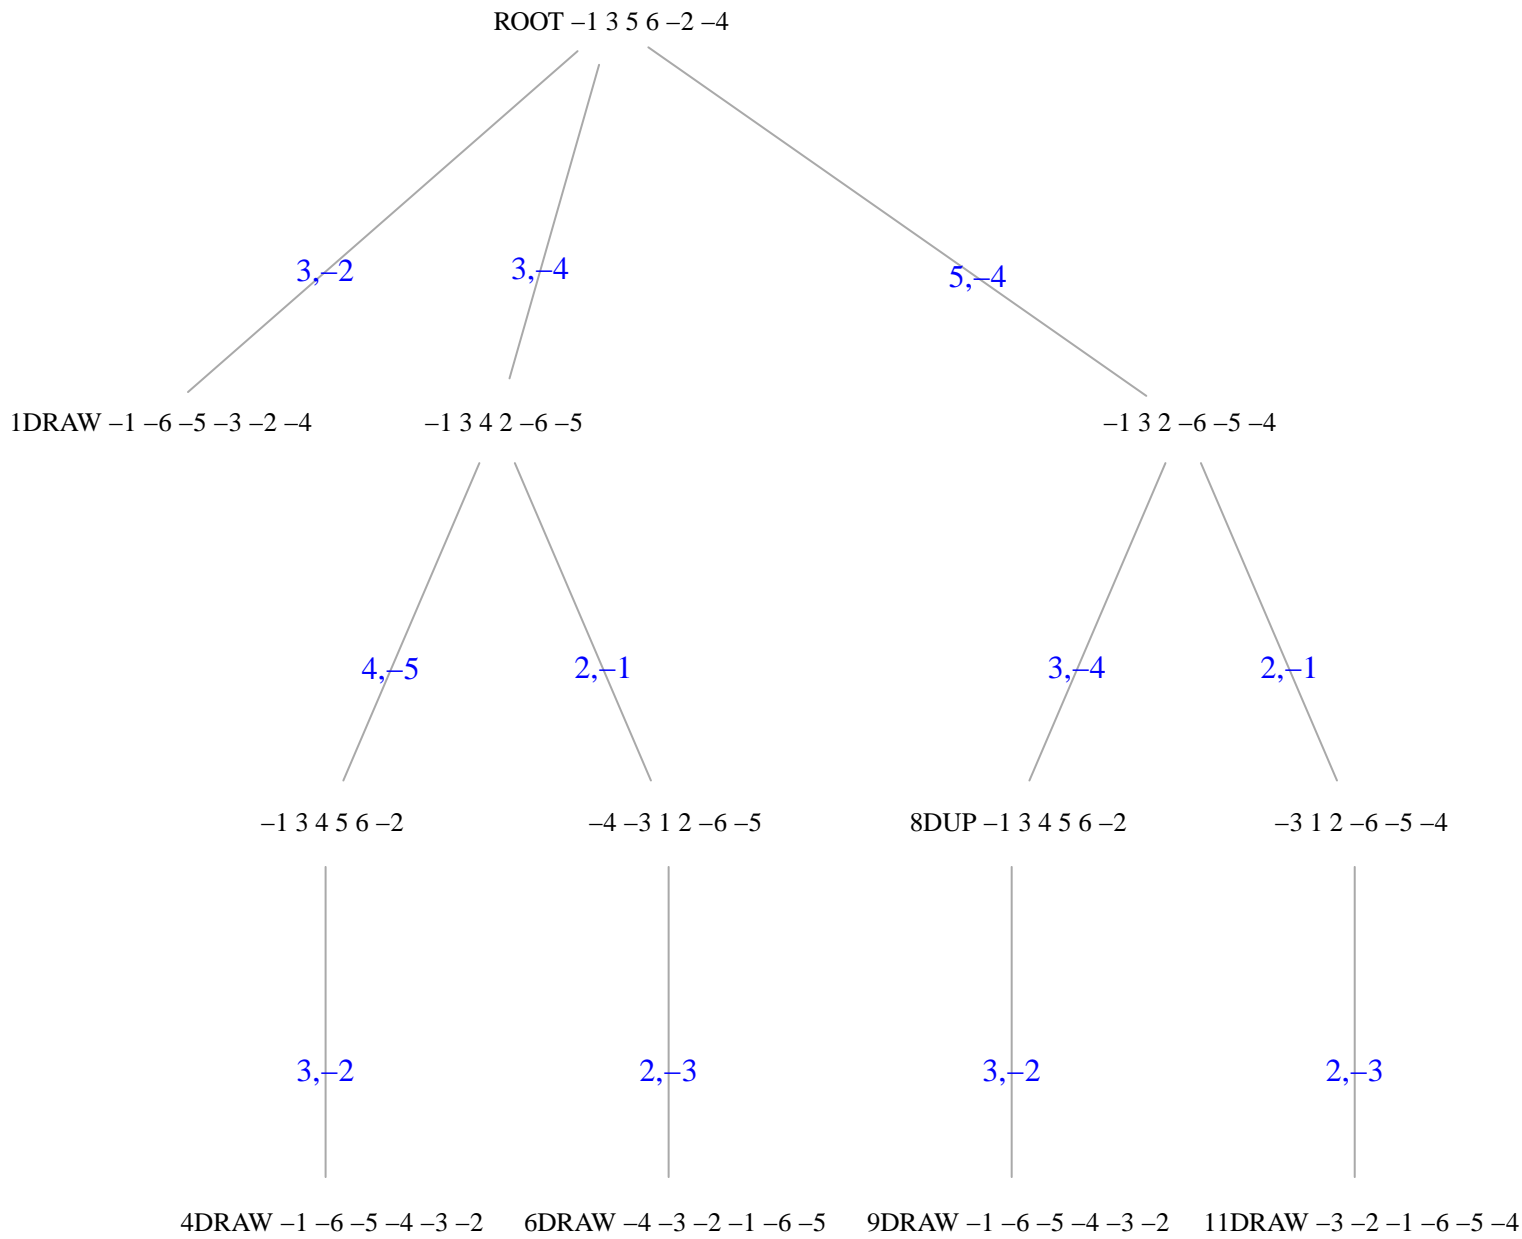 ROOT –1 3 5 6 –2 –4
3,–2
3,–4
5,–4
1DRAW –1 –6 –5 –3 –2 –4
–1 3 4 2 –6 –5
–1 3 2 –6 –5 –4
4,–5
2,–1
3,–4
2,–1
–1 3 4 5 6 –2
–4 –3 1 2 –6 –5
8DUP –1 3 4 5 6 –2
–3 1 2 –6 –5 –4
3,–2
2,–3
3,–2
2,–3
4DRAW –1 –6 –5 –4 –3 –2
6DRAW –4 –3 –2 –1 –6 –5
9DRAW –1 –6 –5 –4 –3 –2
11DRAW –3 –2 –1 –6 –5 –4